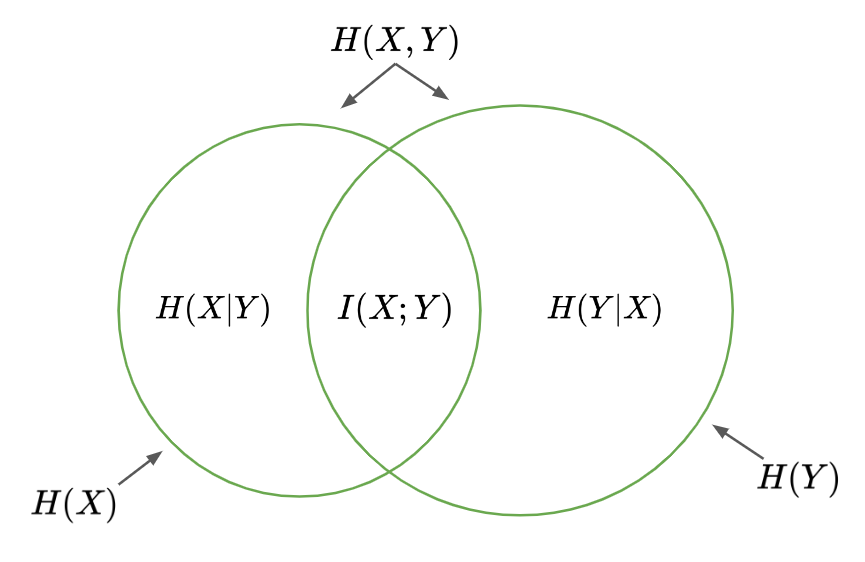 H(X, Y)
H(X|Y)
I(X; Y)
H(Y|X)
H(X)
H(Y)